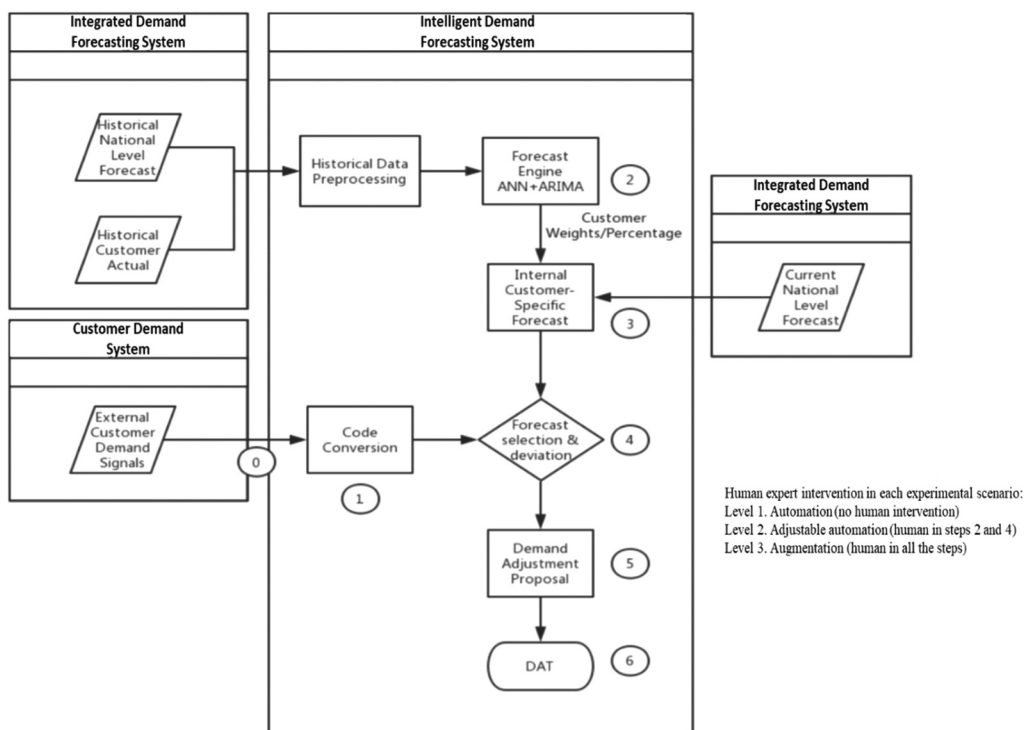 Integrated Demand
Forecasting System
Historical
National
Level
Forecast
Historical
Customer
Actual
Customer Demand
System
External
Customer
Demand
Signals
0
Intelligent Demand
Forecasting System
Historical Data
Preprocessing
Forecast
Engine
ANN+ARIMA
2
Customer
Weights/Percentage
Internal
Customer-
Specific
Forecast
3
Code
Conversion
1
Forecast
selection &
deviation
4
Demand
Adjustment
Proposal
5
DAT
6
Integrated Demand
Forecasting System
Current
National
Level
Forecast
Human expert intervention in each experimental scenario:
Level 1. Automation (no human intervention)
Level 2. Adjustable automation (human in steps 2 and 4)
Level 3. Augmentation (human in all the steps)